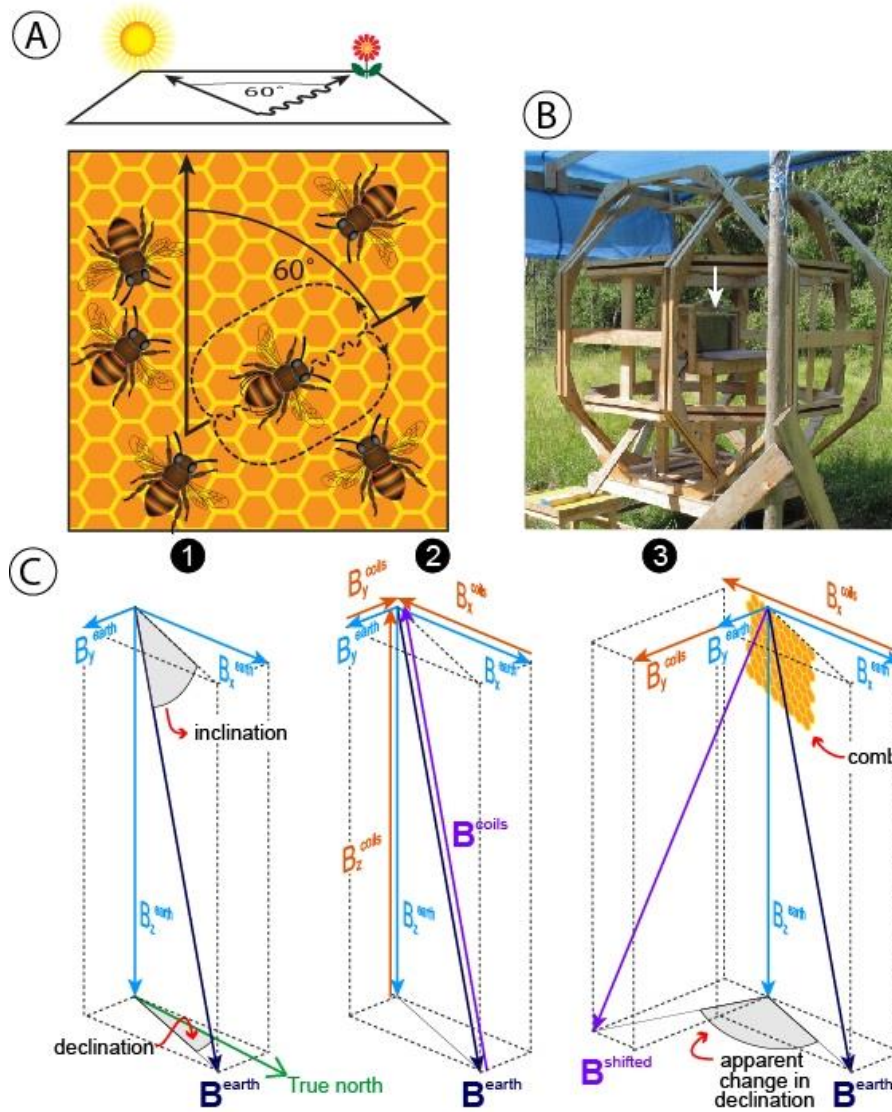 A
60°
B
60°
C
1
2
3
B_y^earth
B_x^earth
inclination
B_z^earth
declination
True north
B^earth
B_y^coils
B_x^coils
B_y^earth
B_x^earth
B^coils
B_z^coils
B_z^earth
B^earth
B_x^coils
B_y^earth
B_x^earth
B_y^coils
comb
B_z^earth
B^shifted
apparent
change in
declination
B^earth